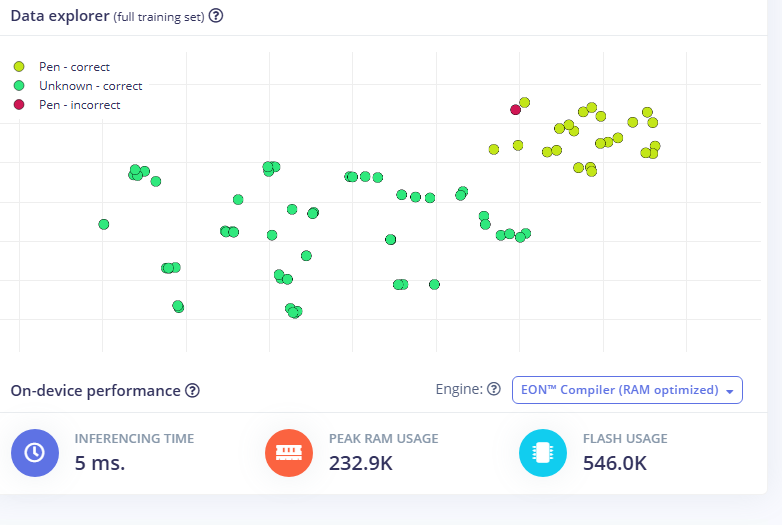 Data explorer (full training set) ?
Pen - correct
Unknown - correct
Pen - incorrect
On-device performance ?
Engine: ? EON™ Compiler (RAM optimized)
INFERENCING TIME
5 ms.
PEAK RAM USAGE
232.9K
FLASH USAGE
546.0K